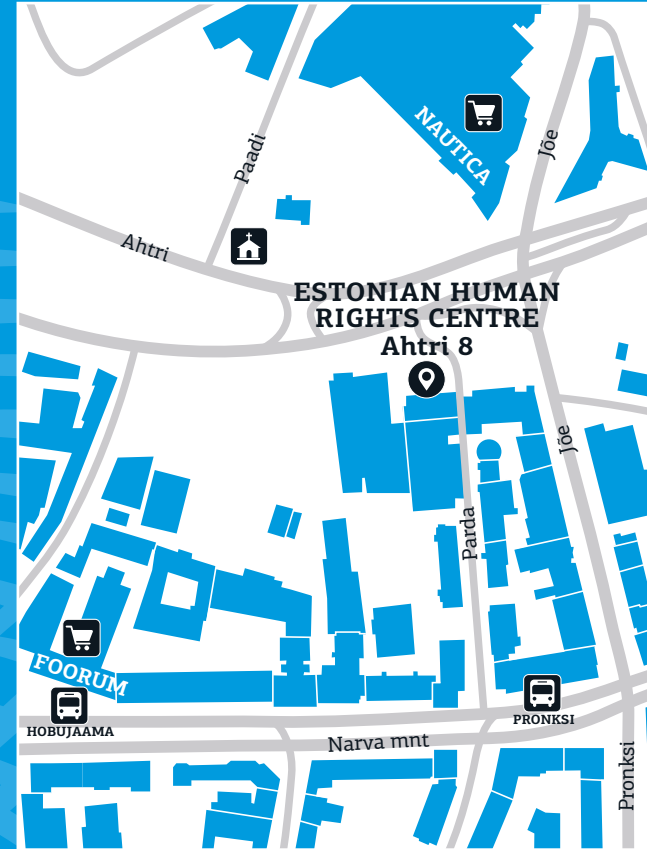 NAUTICA
Jõe
Paadi
Ahtri
ESTONIAN HUMAN
RIGHTS CENTRE
Ahtri 8
Jõe
Parda
FOORUM
HOBUJAAMA
PRONKSI
Narva mnt
Pronksi